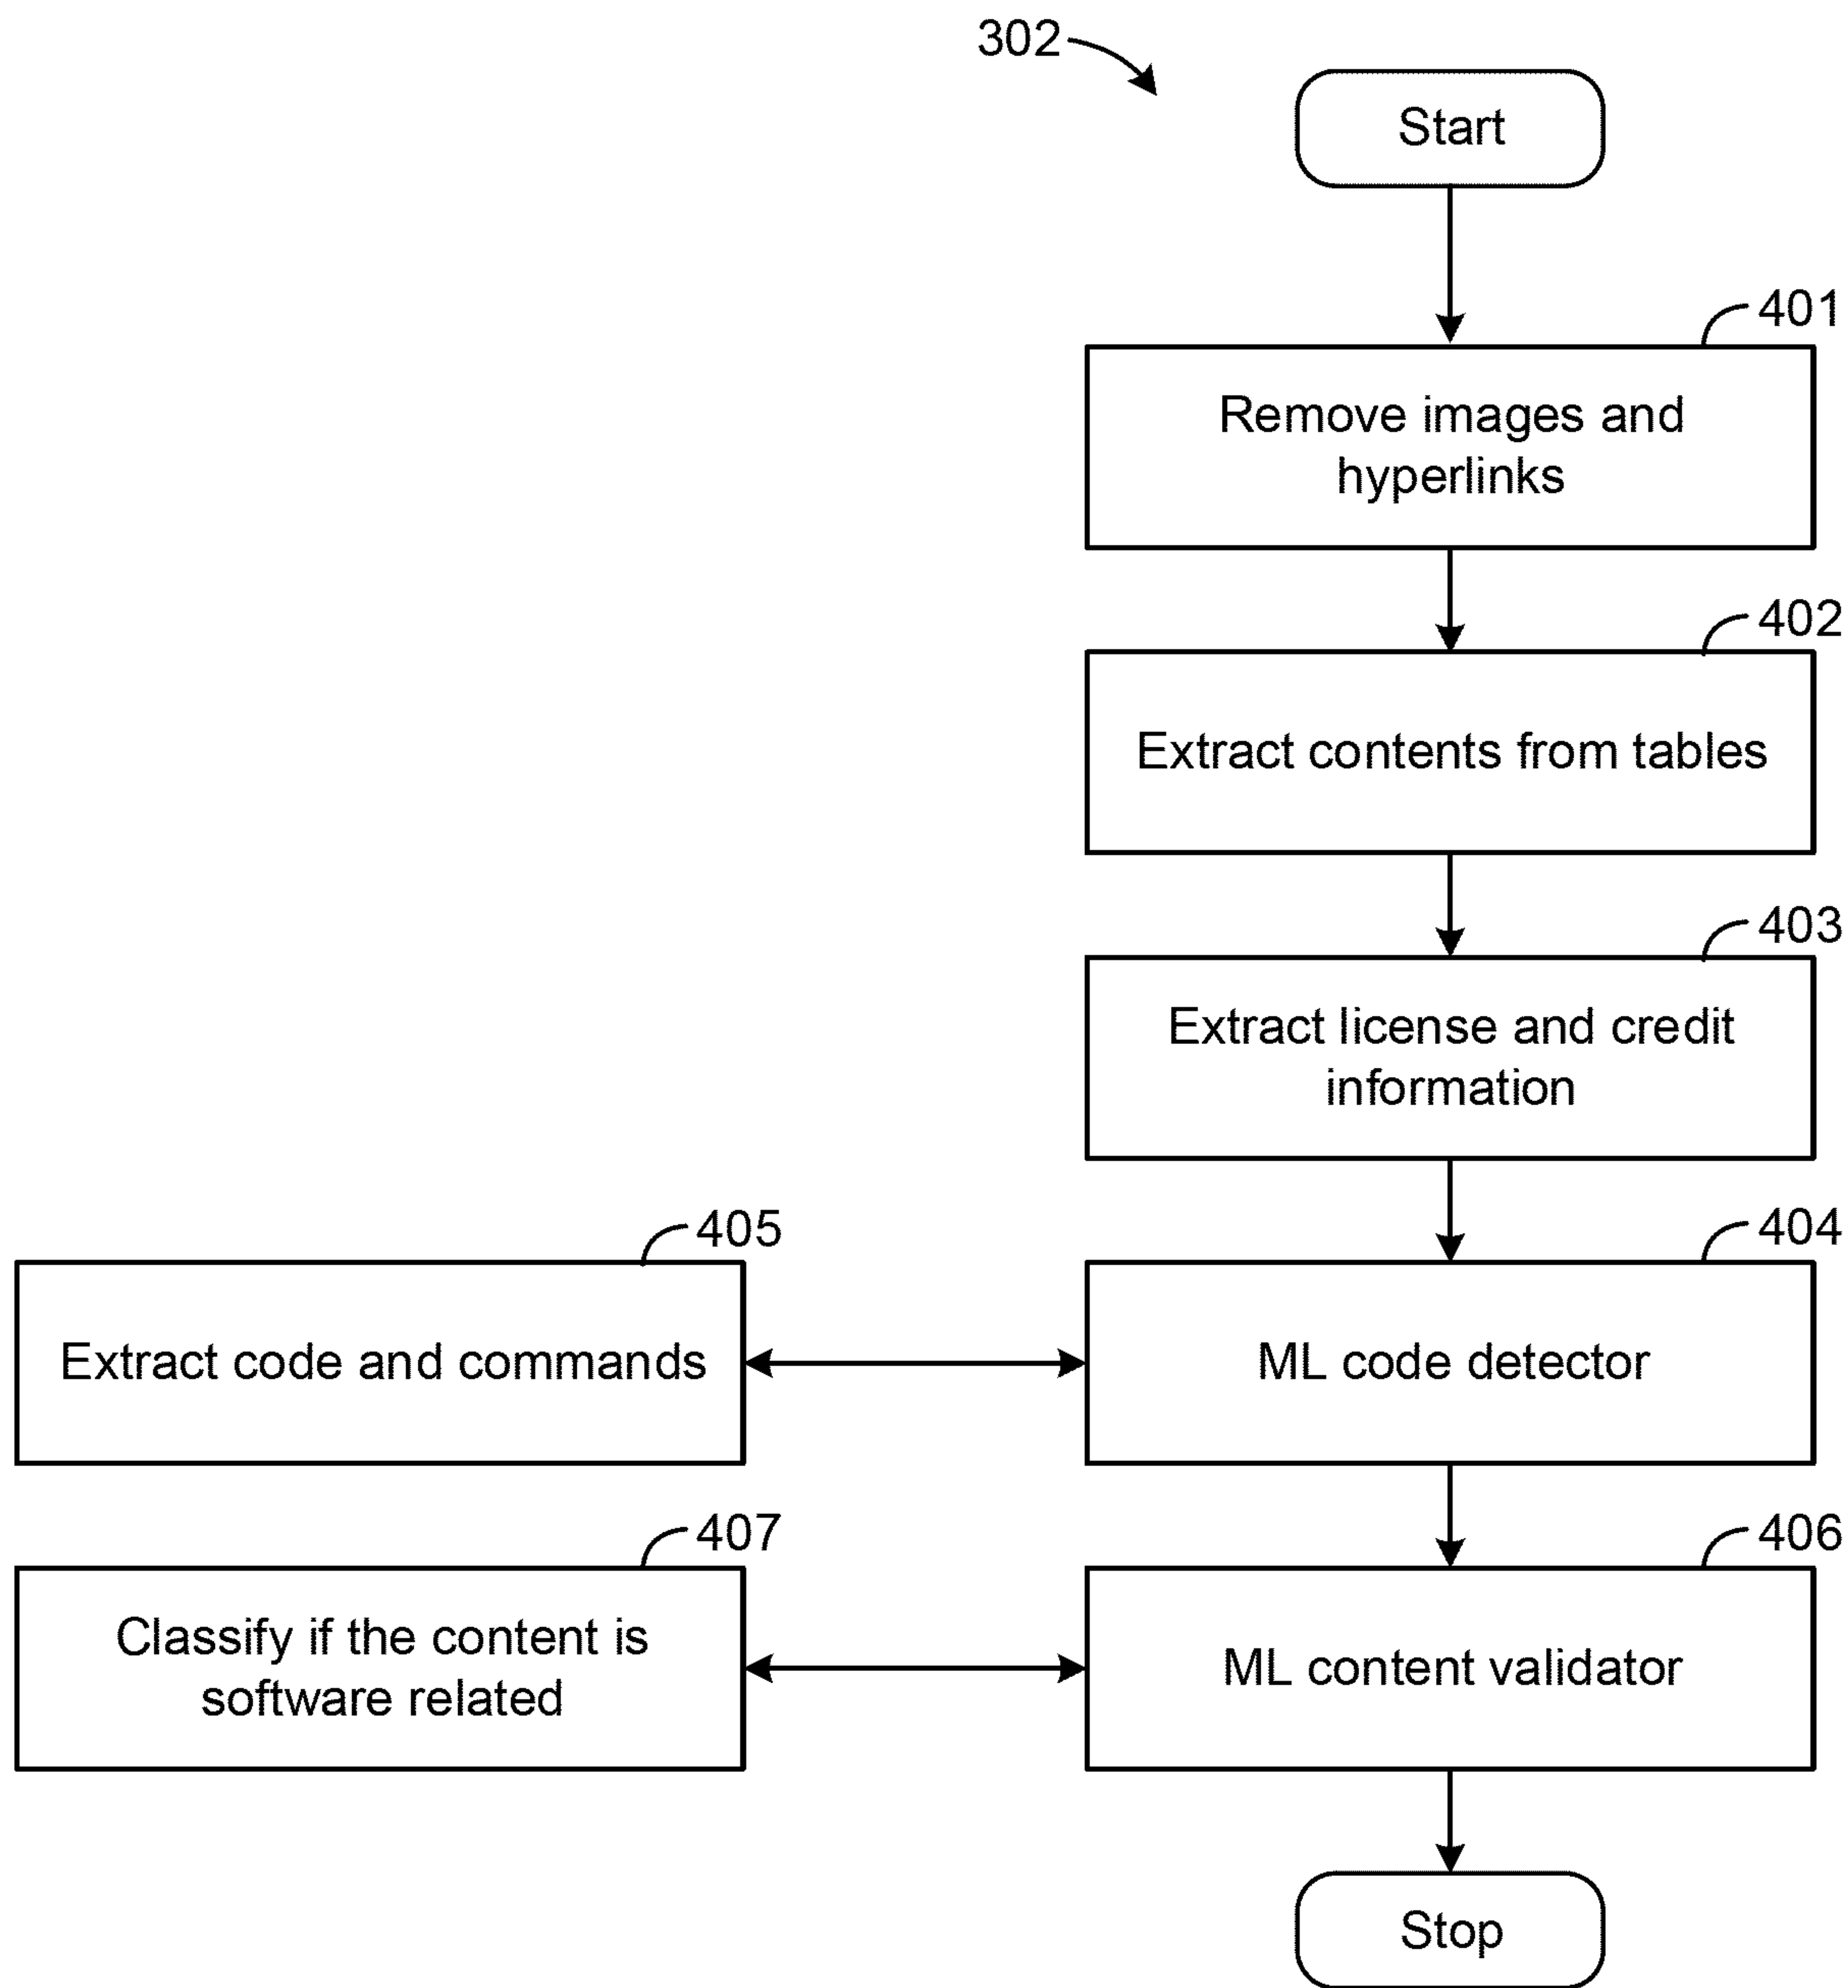 302
Start
401
Remove images and
hyperlinks
402
Extract contents from tables
403
Extract license and credit
information
405
Extract code and commands
404
ML code detector
407
Classify if the content is
software related
406
ML content validator
Stop